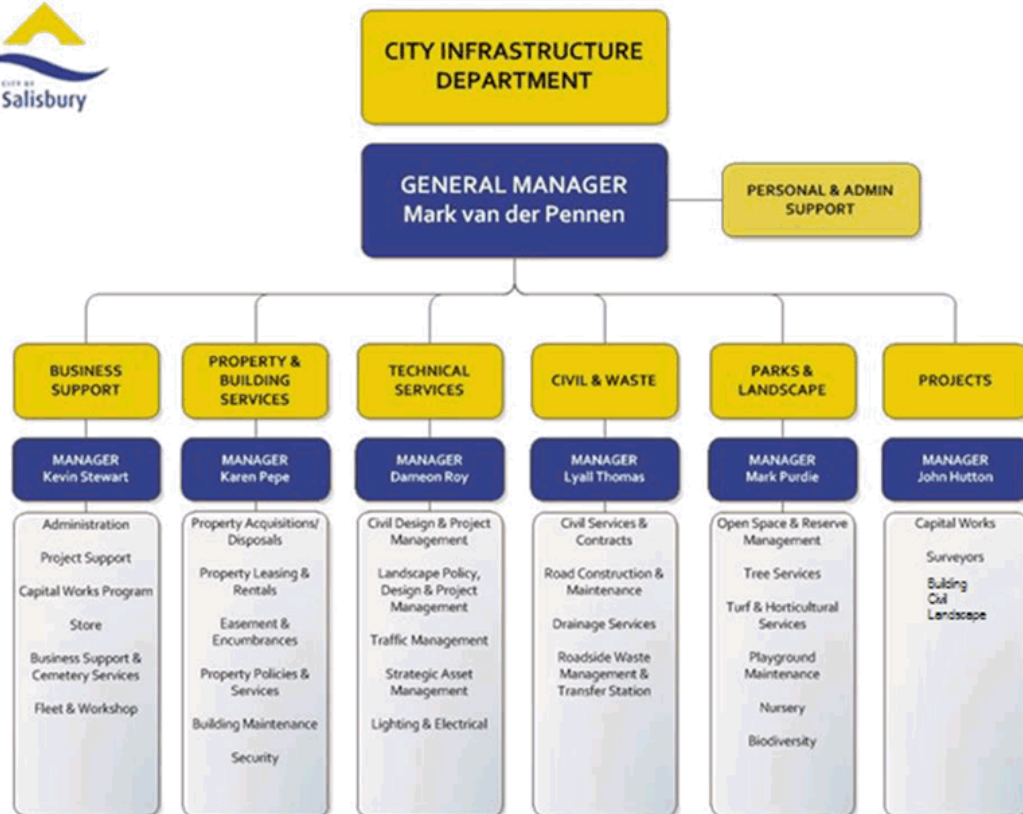 CITY OF
Salisbury
CITY INFRASTRUCTURE
DEPARTMENT
GENERAL MANAGER
Mark van der Pennen
PERSONAL & ADMIN
SUPPORT
BUSINESS
SUPPORT
MANAGER
Kevin Stewart
Administration
Project Support
Capital Works Program
Store
Business Support &
Cemetery Services
Fleet & Workshop
PROPERTY &
BUILDING
SERVICES
MANAGER
Karen Pepe
Property Acquisitions/
Disposals
Property Leasing &
Rentals
Easement &
Encumbrances
Property Policies &
Services
Building Maintenance
Security
TECHNICAL
SERVICES
MANAGER
Dameon Roy
Civil Design & Project
Management
Landscape Policy,
Design & Project
Management
Traffic Management
Strategic Asset
Management
Lighting & Electrical
CIVIL & WASTE
MANAGER
Lyall Thomas
Civil Services &
Contracts
Road Construction &
Maintenance
Drainage Services
Roadside Waste
Management &
Transfer Station
PARKS &
LANDSCAPE
MANAGER
Mark Purdie
Open Space & Reserve
Management
Tree Services
Turf & Horticultural
Services
Playground
Maintenance
Nursery
Biodiversity
PROJECTS
MANAGER
John Hutton
Capital Works
Surveyors
Building
Civil
Landscape